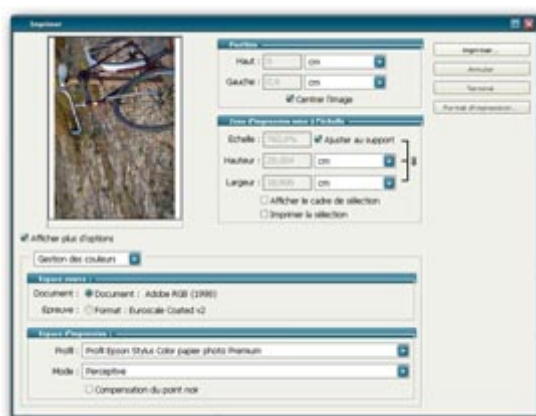 Imprimer
Position
Haut :
cm
Gauche :
cm
Centrer l'image
Zone d'impression mise à l'échelle
Echelle :
Ajuster au support
Hauteur :
cm
Largeur :
cm
Afficher le cadre de sélection
Imprimer la sélection
Imprimer...
Annuler
Terminé
Format d'impression...
Afficher plus d'options
Gestion des couleurs
Espace source :
Document : Document : Adobe RGB (1998)
Epreuve : Format : Euroscale Coated v2
Espace d'impression :
Profil : Profil Epson Stylus Color papier photo Premium
Mode : Perceptive
Compensation du point noir